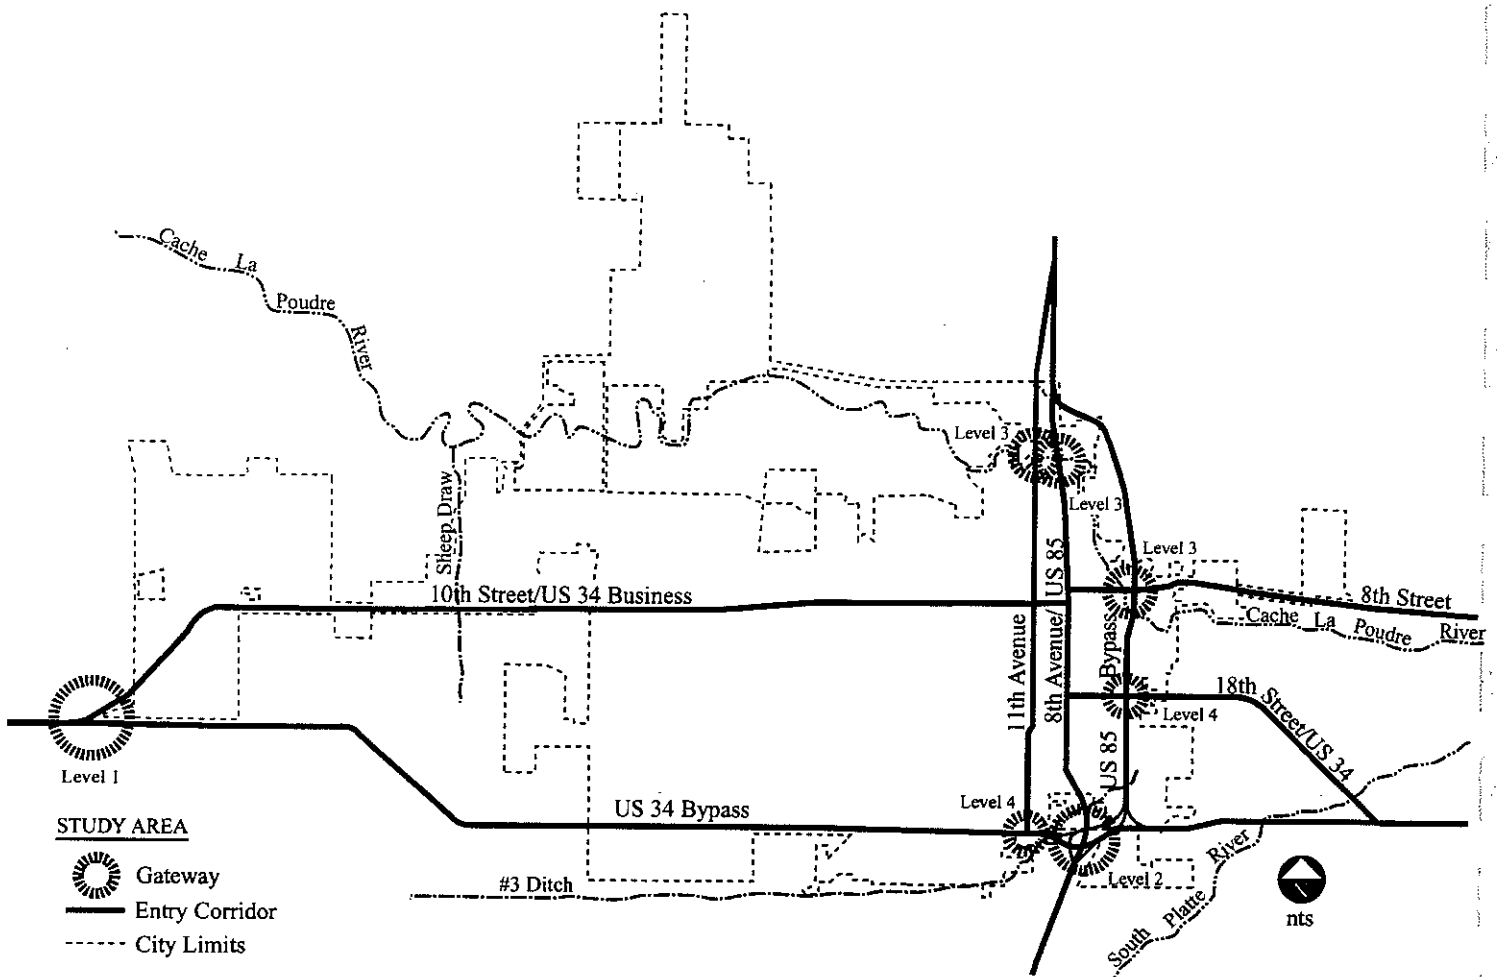 Cache La
Poudre
River
Level 3
Level 3
Sheep Draw
Level 3
10th Street/US 34 Business
11th Avenue
8th Avenue/ US 85
US 85 Bypass
8th Street
Cache La Poudre River
18th Street/US 34
Level 4
Level 1
US 34 Bypass
Level 4
Level 2
#3 Ditch
South Platte River
STUDY AREA
Gateway
Entry Corridor
City Limits
nts